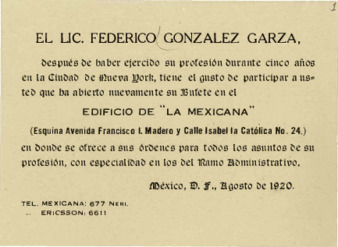 1
EL LIC. FEDERICO GONZALEZ GARZA,
después de haber ejercido su profesión durante cinco años
en la Ciudad de Nueva York, tiene el gusto de participar a us-
ted que ha abierto nuevamente su Bufete en el
EDIFICIO DE "LA MEXICANA"
(Esquina Avenida Francisco I. Madero y Calle Isabel la Católica No. 24.)
en donde se ofrece a sus órdenes para todos los asuntos de su
profesión, con especialidad en los del Ramo Administrativo.
México, D. F., Agosto de 1920.
TEL. MEXICANA: 677 NERI.
,, ERICSSON: 6611